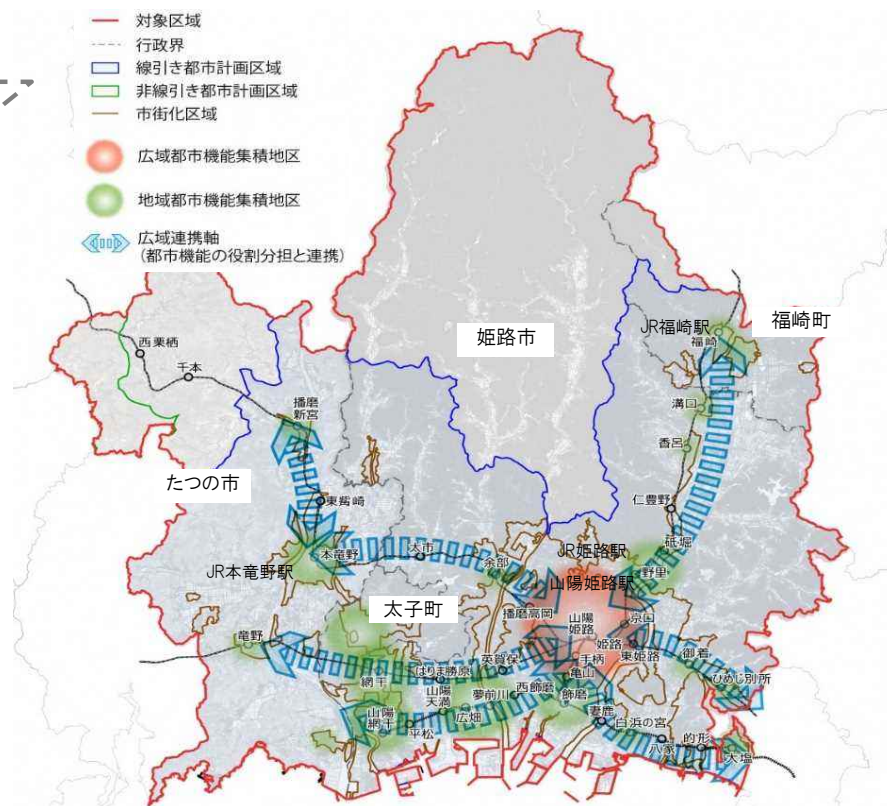 対象区域
行政界
線引き都市計画区域
非線引き都市計画区域
市街化区域
広域都市機能集積地区
地域都市機能集積地区
広域連携軸
(都市機能の役割分担と連携)
姫路市
福崎町
JR福崎駅
福崎
西栗栖
千本
播磨
新宮
溝口
香呂
たつの市
東觜崎
仁豊野
砥堀
本竜野
太市
余部
JR姫路駅
野里
JR本竜野駅
山陽姫路駅
太子町
播磨高岡
山陽
姫路
京口
姫路
東姫路
御着
竜野
英賀保
手柄
ひめじ別所
はりま勝原
網干
亀山
山陽
天満
夢前川
西飾磨
飾磨
妻鹿
山陽
網干
広畑
平松
白浜の宮
八家
的形
大塩